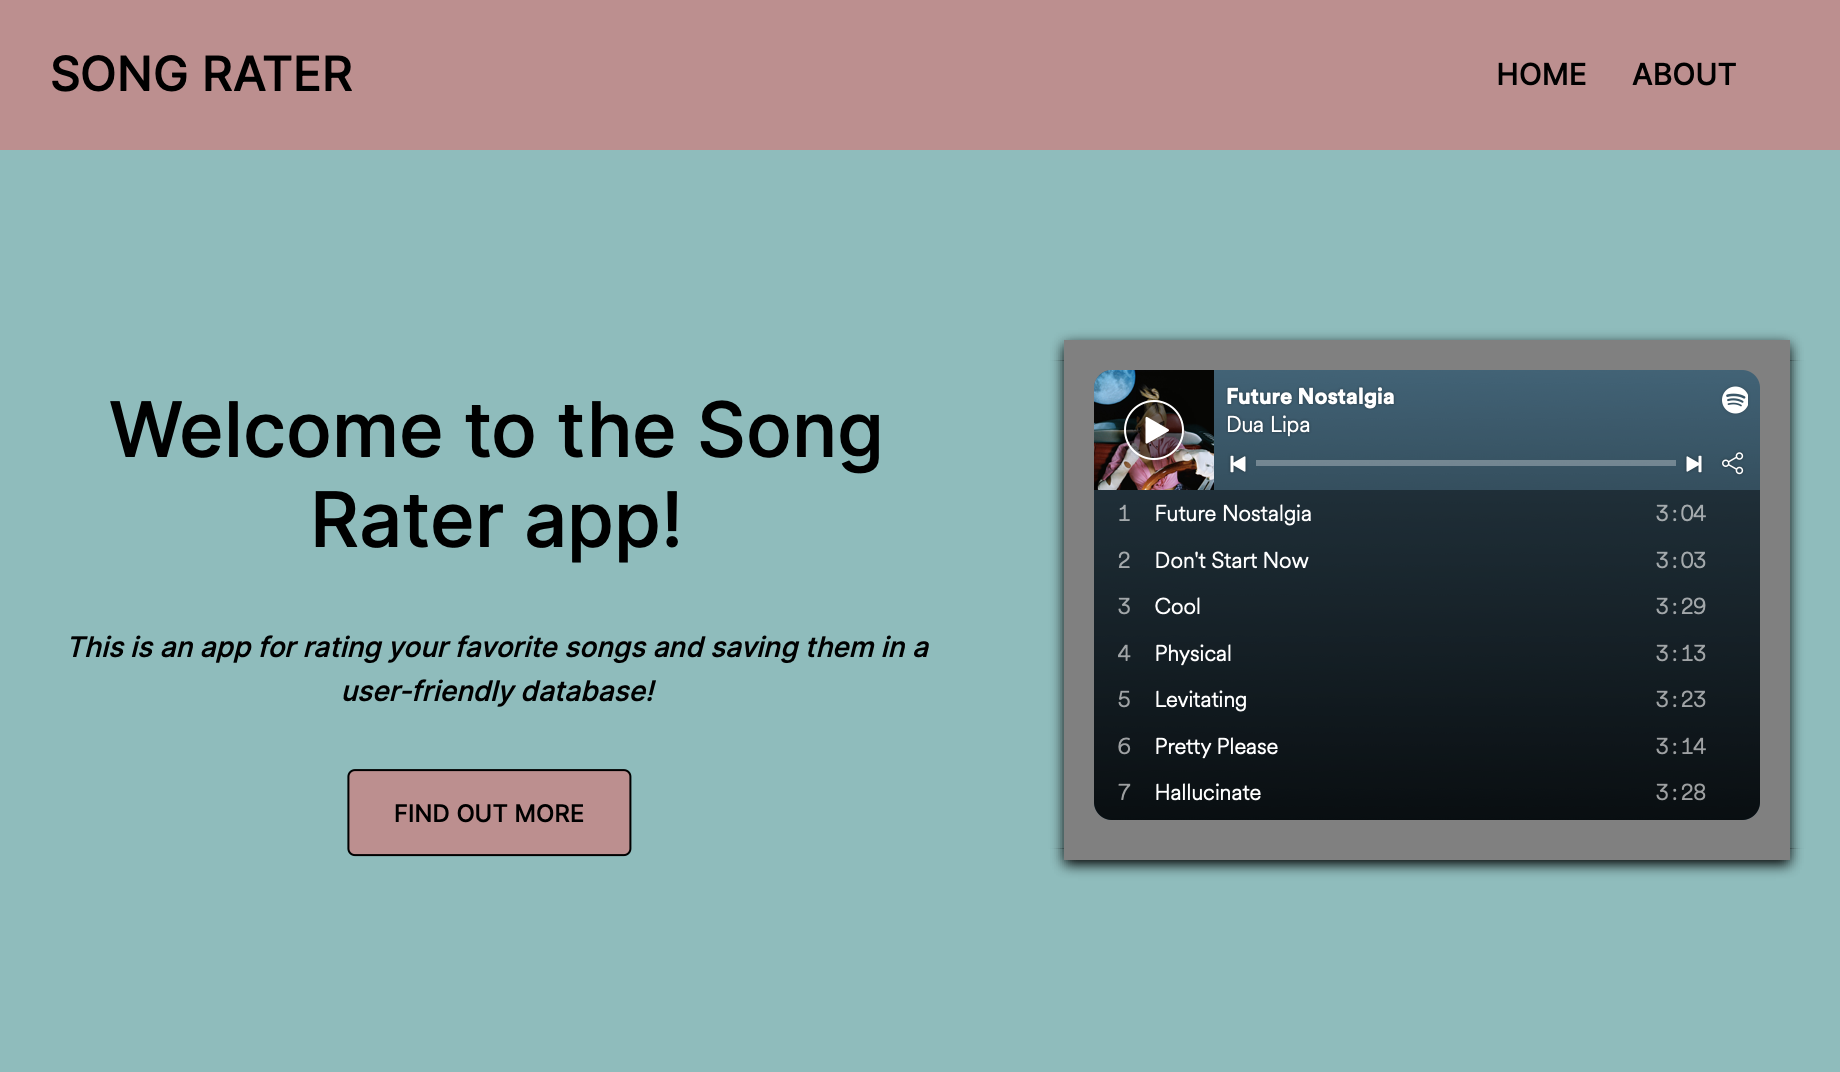 SONG RATER
HOME ABOUT
Welcome to the Song
Rater app!
This is an app for rating your favorite songs and saving them in a
user-friendly database!
FIND OUT MORE
Future Nostalgia
Dua Lipa
1 Future Nostalgia 3:04
2 Don't Start Now 3:03
3 Cool 3:29
4 Physical 3:13
5 Levitating 3:23
6 Pretty Please 3:14
7 Hallucinate 3:28